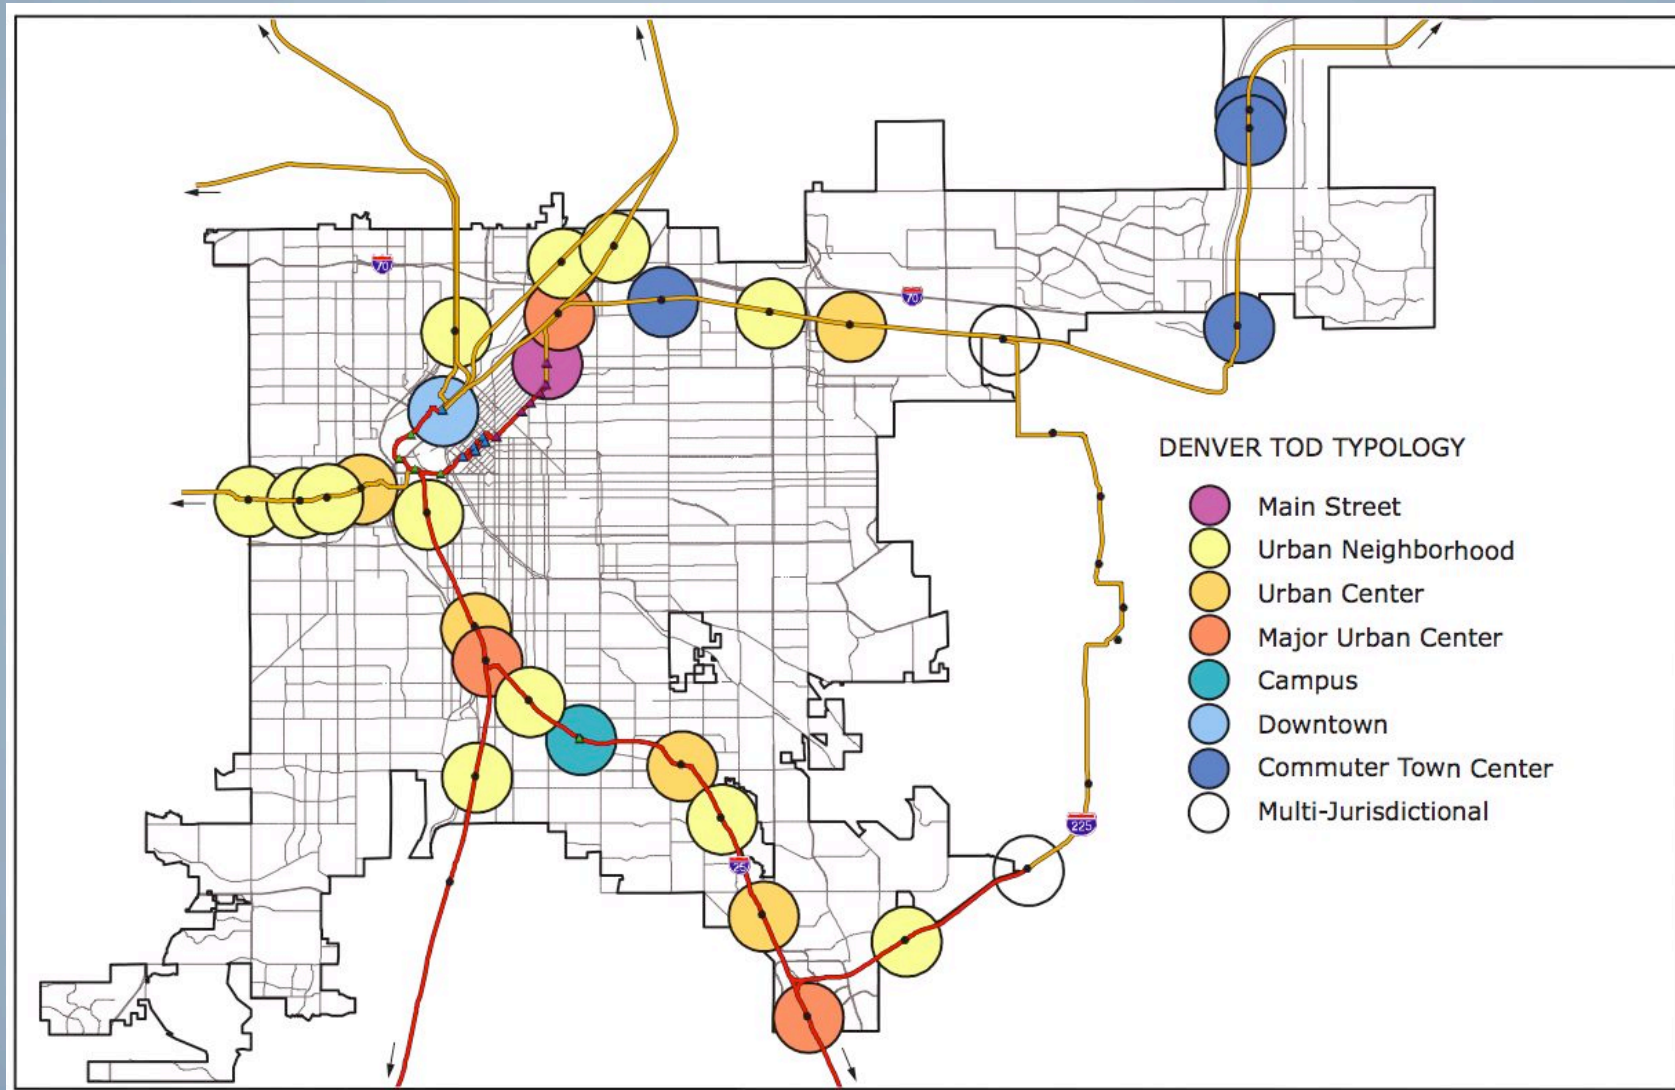 70
70
DENVER TOD TYPOLOGY
Main Street
Urban Neighborhood
Urban Center
Major Urban Center
Campus
Downtown
Commuter Town Center
Multi-Jurisdictional
225
25